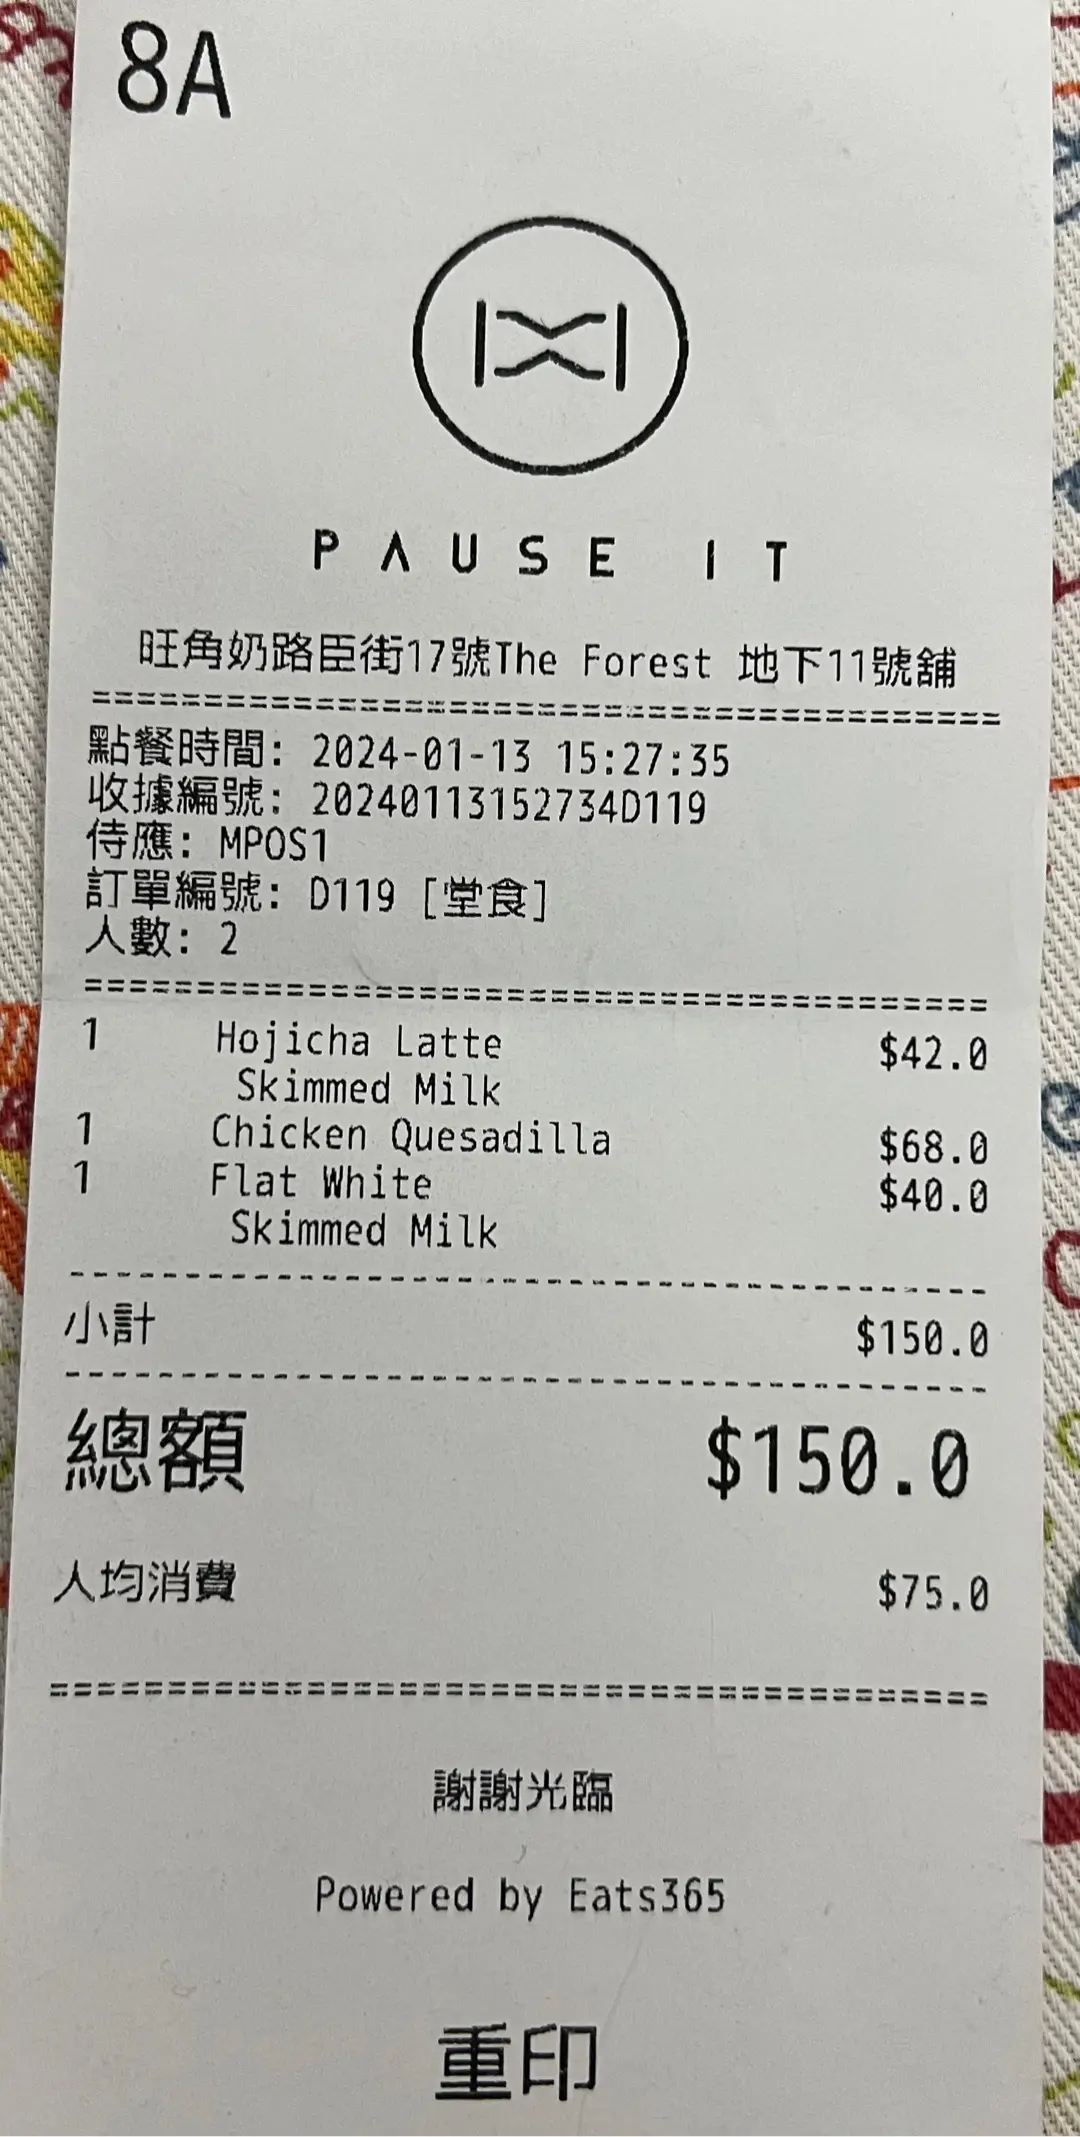 8A
PAUSE IT
旺角奶路臣街17號The Forest 地下11號舖
========================================
點餐時間: 2024-01-13 15:27:35
收據編號: 20240113152734D119
侍應: MPOS1
訂單編號: D119 [堂食]
人數: 2
========================================
1 Hojicha Latte $42.0
Skimmed Milk
1 Chicken Quesadilla $68.0
1 Flat White $40.0
Skimmed Milk
----------------------------------------
小計 $150.0
----------------------------------------
總額 $150.0
人均消費 $75.0
========================================
謝謝光臨
Powered by Eats365
重印